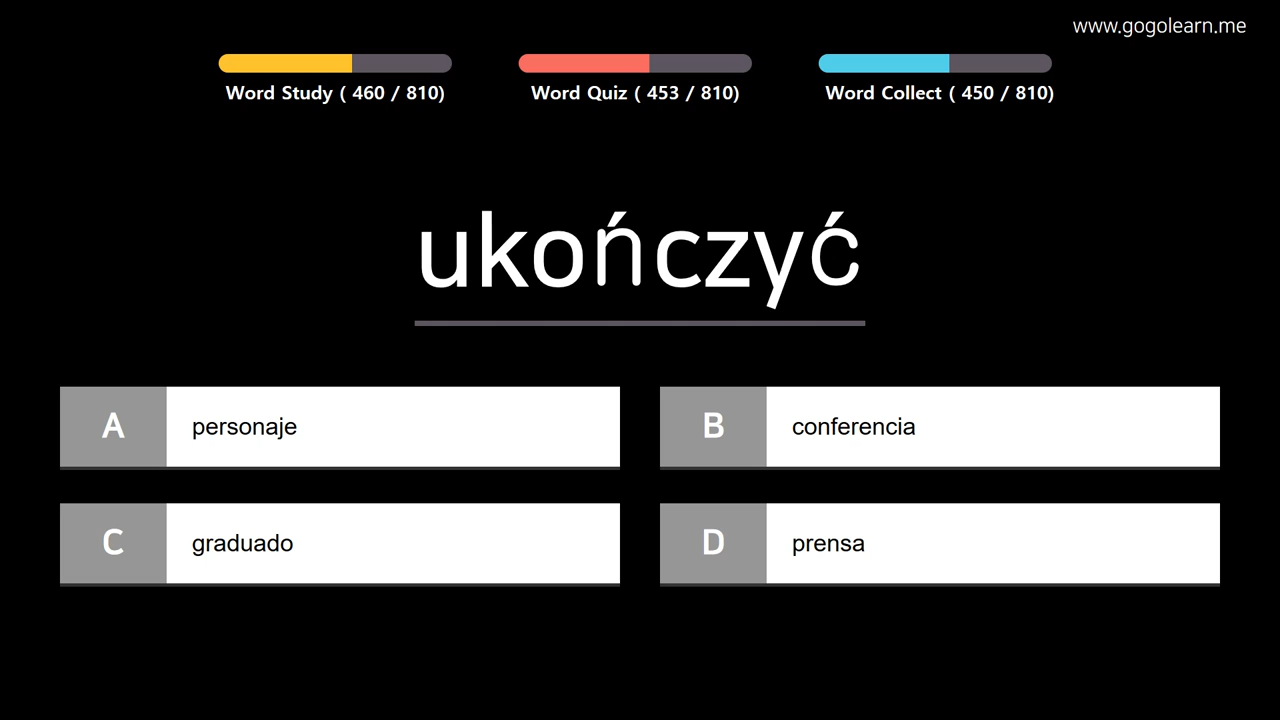 www.gogolearn.me
Word Study ( 460 / 810)
Word Quiz ( 453 / 810)
Word Collect ( 450 / 810)
ukończyć
A personaje
B conferencia
C graduado
D prensa